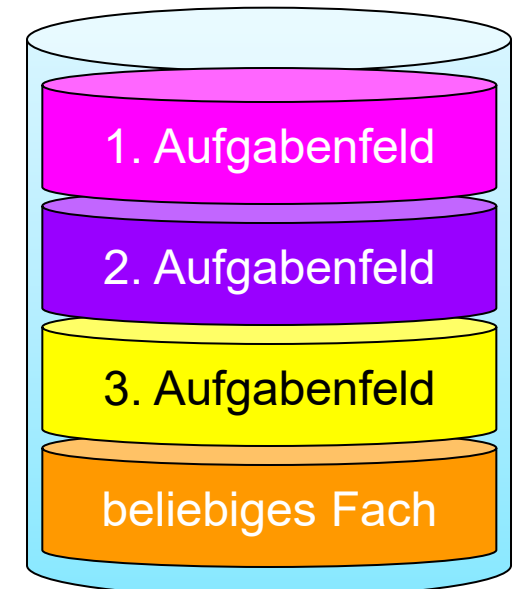 1. Aufgabenfeld
2. Aufgabenfeld
3. Aufgabenfeld
beliebiges Fach